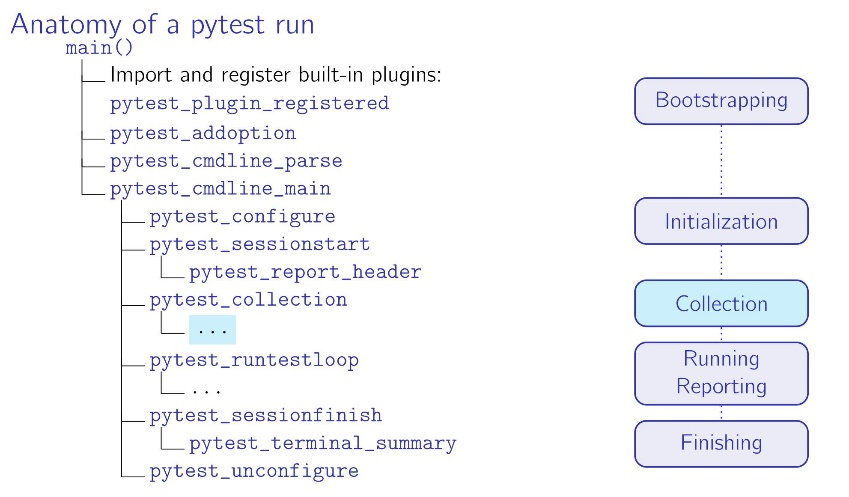 Anatomy of a pytest run
main()
Import and register built-in plugins:
pytest_plugin_registered
pytest_addoption
pytest_cmdline_parse
pytest_cmdline_main
pytest_configure
pytest_sessionstart
pytest_report_header
pytest_collection
...
pytest_runtestloop
...
pytest_sessionfinish
pytest_terminal_summary
pytest_unconfigure
Bootstrapping
Initialization
Collection
Running
Reporting
Finishing